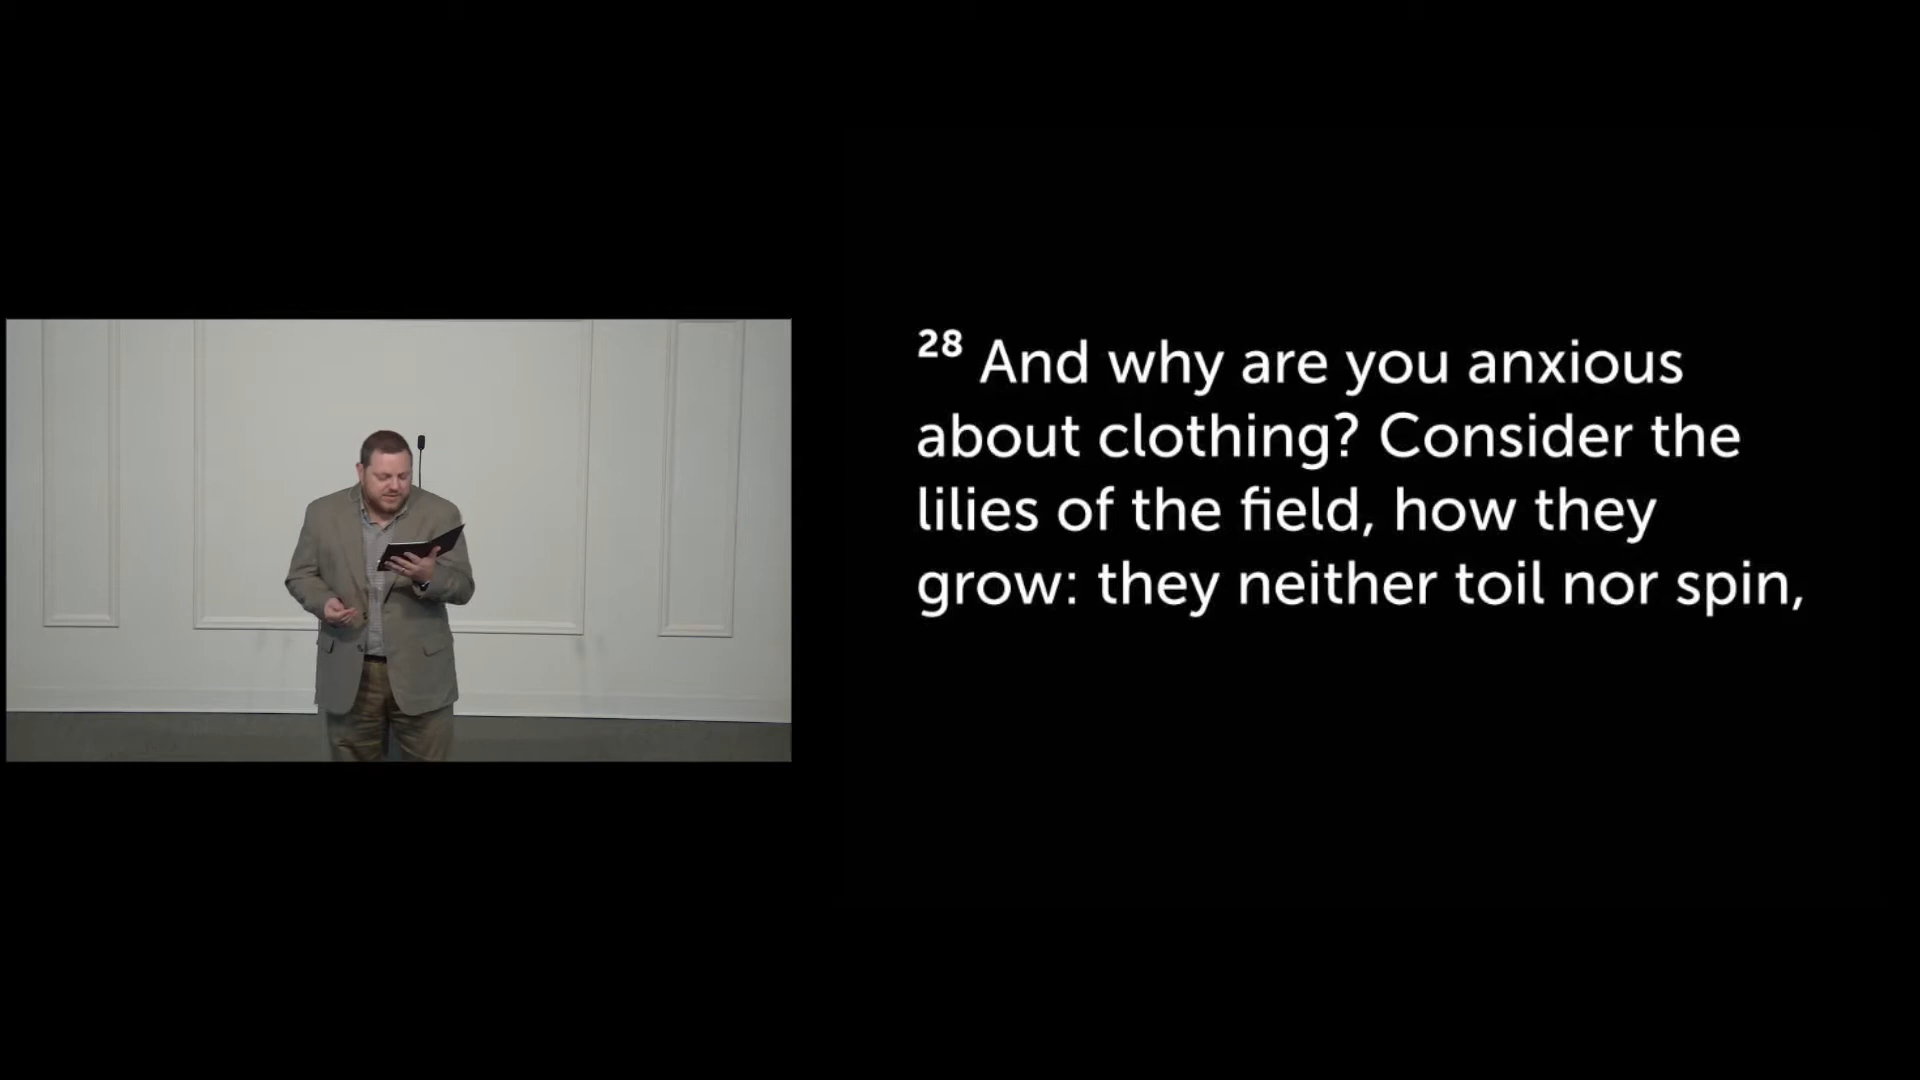 28 And why are you anxious
about clothing? Consider the
lilies of the field, how they
grow: they neither toil nor spin,